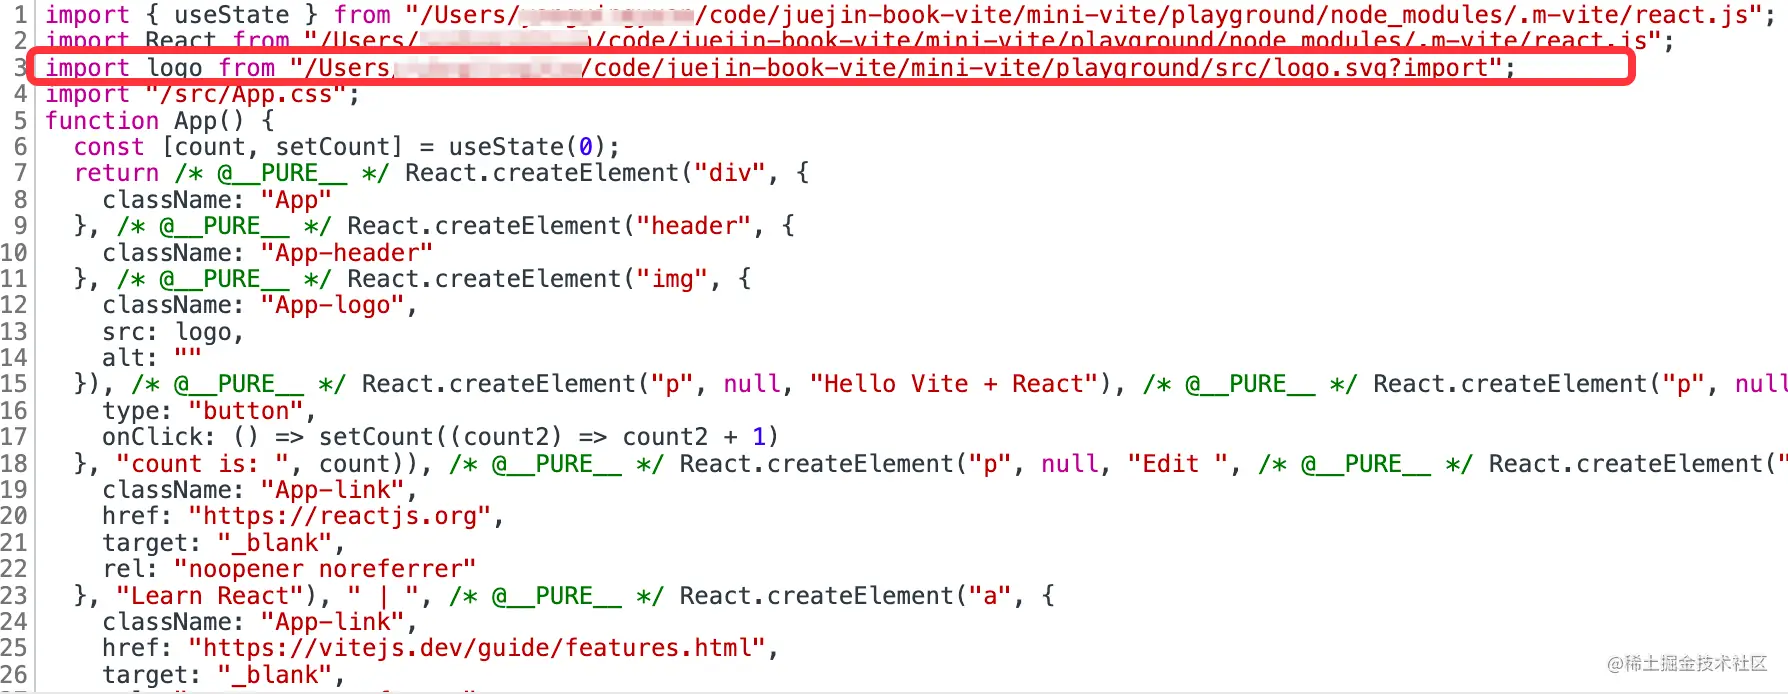 1 import { useState } from "/Users//code/juejin-book-vite/mini-vite/playground/node_modules/.m-vite/react.js";
2 import React from "/Users//code/juejin-book-vite/mini-vite/playground/node_modules/.m-vite/react.js";
3 import logo from "/Users/code/juejin-book-vite/mini-vite/playground/src/logo.svg?import";
4 import "/src/App.css";
5 function App() {
6   const [count, setCount] = useState(0);
7   return /* @__PURE__ */ React.createElement("div", {
8     className: "App"
9   }, /* @__PURE__ */ React.createElement("header", {
10     className: "App-header"
11   }, /* @__PURE__ */ React.createElement("img", {
12     className: "App-logo",
13     src: logo,
14     alt: ""
15   }), /* @__PURE__ */ React.createElement("p", null, "Hello Vite + React"), /* @__PURE__ */ React.createElement("p", null
16     type: "button",
17     onClick: () => setCount((count2) => count2 + 1)
18   }, "count is: ", count)), /* @__PURE__ */ React.createElement("p", null, "Edit ", /* @__PURE__ */ React.createElement("
19     className: "App-link",
20     href: "https://reactjs.org",
21     target: "_blank",
22     rel: "noopener noreferrer"
23   }, "Learn React"), " | ", /* @__PURE__ */ React.createElement("a", {
24     className: "App-link",
25     href: "https://vitejs.dev/guide/features.html",
26     target: "_blank",
@稀土掘金技术社区